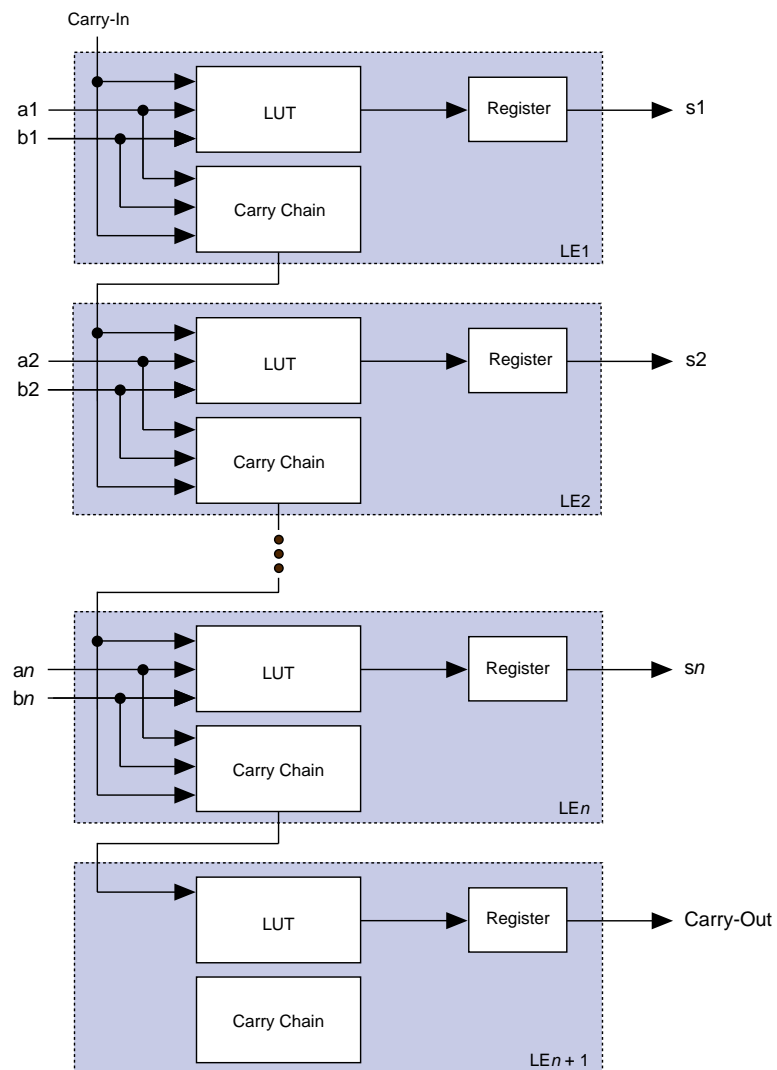 Carry-In
a1
b1
LUT
Register
s1
Carry Chain
LE1
a2
b2
LUT
Register
s2
Carry Chain
LE2
an
bn
LUT
Register
sn
Carry Chain
LEn
LUT
Register
Carry-Out
Carry Chain
LEn + 1